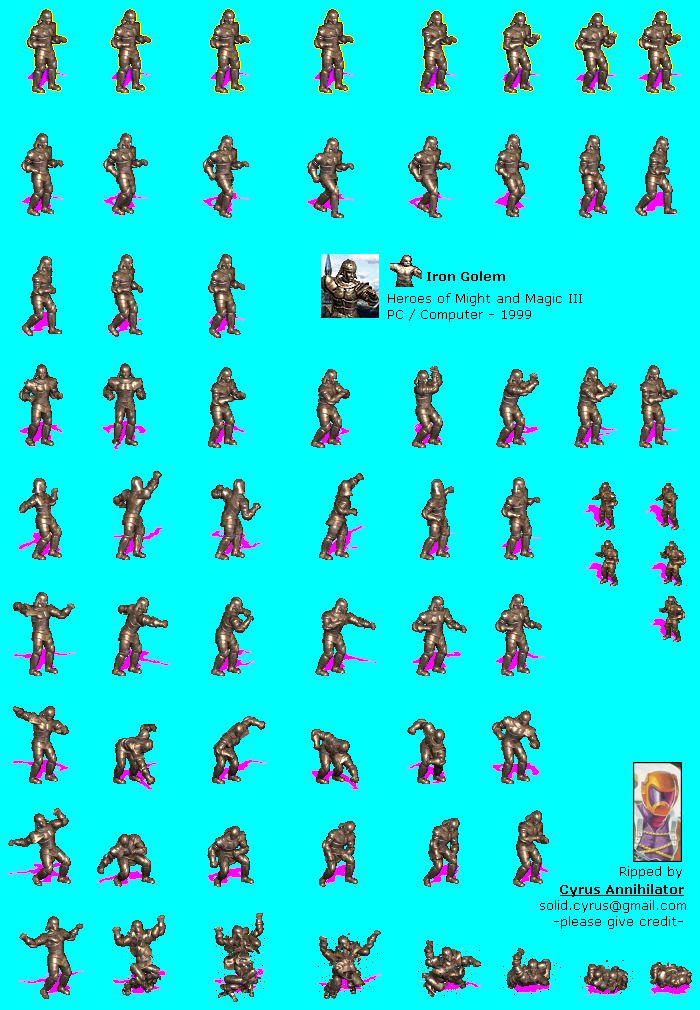 Iron Golem
Heroes of Might and Magic III
PC / Computer - 1999
Ripped by
Cyrus Annihilator
solid.cyrus@gmail.com
-please give credit-